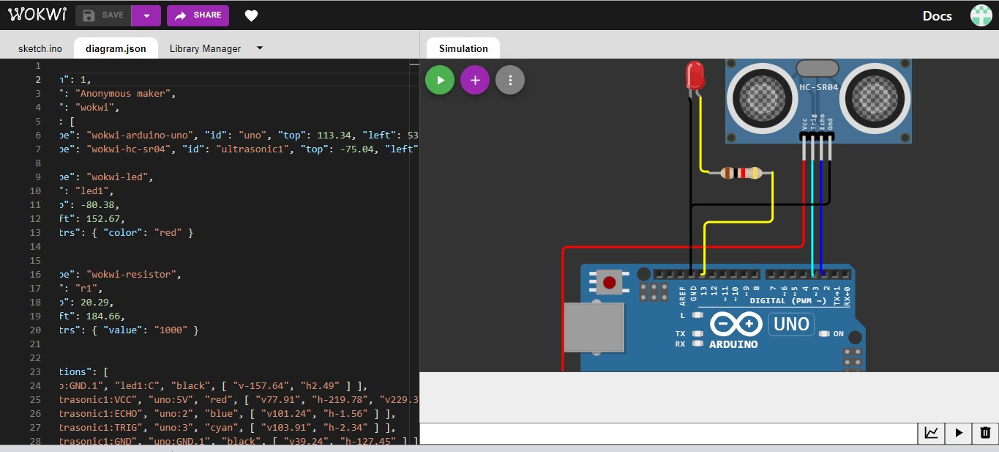 WOKWI SAVE SHARE Docs
sketch.ino diagram.json Library Manager Simulation
1
2 n": 1,
3 ": "Anonymous maker",
4 ": "wokwi",
5 : [
6 pe": "wokwi-arduino-uno", "id": "uno", "top": 113.34, "left": 53
7 pe": "wokwi-hc-sr04", "id": "ultrasonic1", "top": -75.04, "left"
8
9 pe": "wokwi-led",
10 ": "led1",
11 o": -80.38,
12 ft": 152.67,
13 trs": { "color": "red" }
14
15
16 pe": "wokwi-resistor",
17 ": "r1",
18 o": 20.29,
19 ft": 184.66,
20 trs": { "value": "1000" }
21
22
23 tions": [
24 o:GND.1", "led1:C", "black", [ "v-157.64", "h2.49" ] ],
25 trasonic1:VCC", "uno:5V", "red", [ "v77.91", "h-219.78", "v229.3
26 trasonic1:ECHO", "uno:2", "blue", [ "v101.24", "h-1.56" ] ],
27 trasonic1:TRIG", "uno:3", "cyan", [ "v103.91", "h-2.34" ] ],
28 trasonic1:GND", "uno:GND.1", "black", [ "v39.24", "h-127.45" ] ]
HC-SR04
Vcc
Trig
Echo
Gnd
AREF
GND
13
12
~11
~10
~9
8
7
~6
~5
4
~3
2
TX→1
RX←0
DIGITAL (PWM ~)
L
TX
RX
UNO
ARDUINO
ON